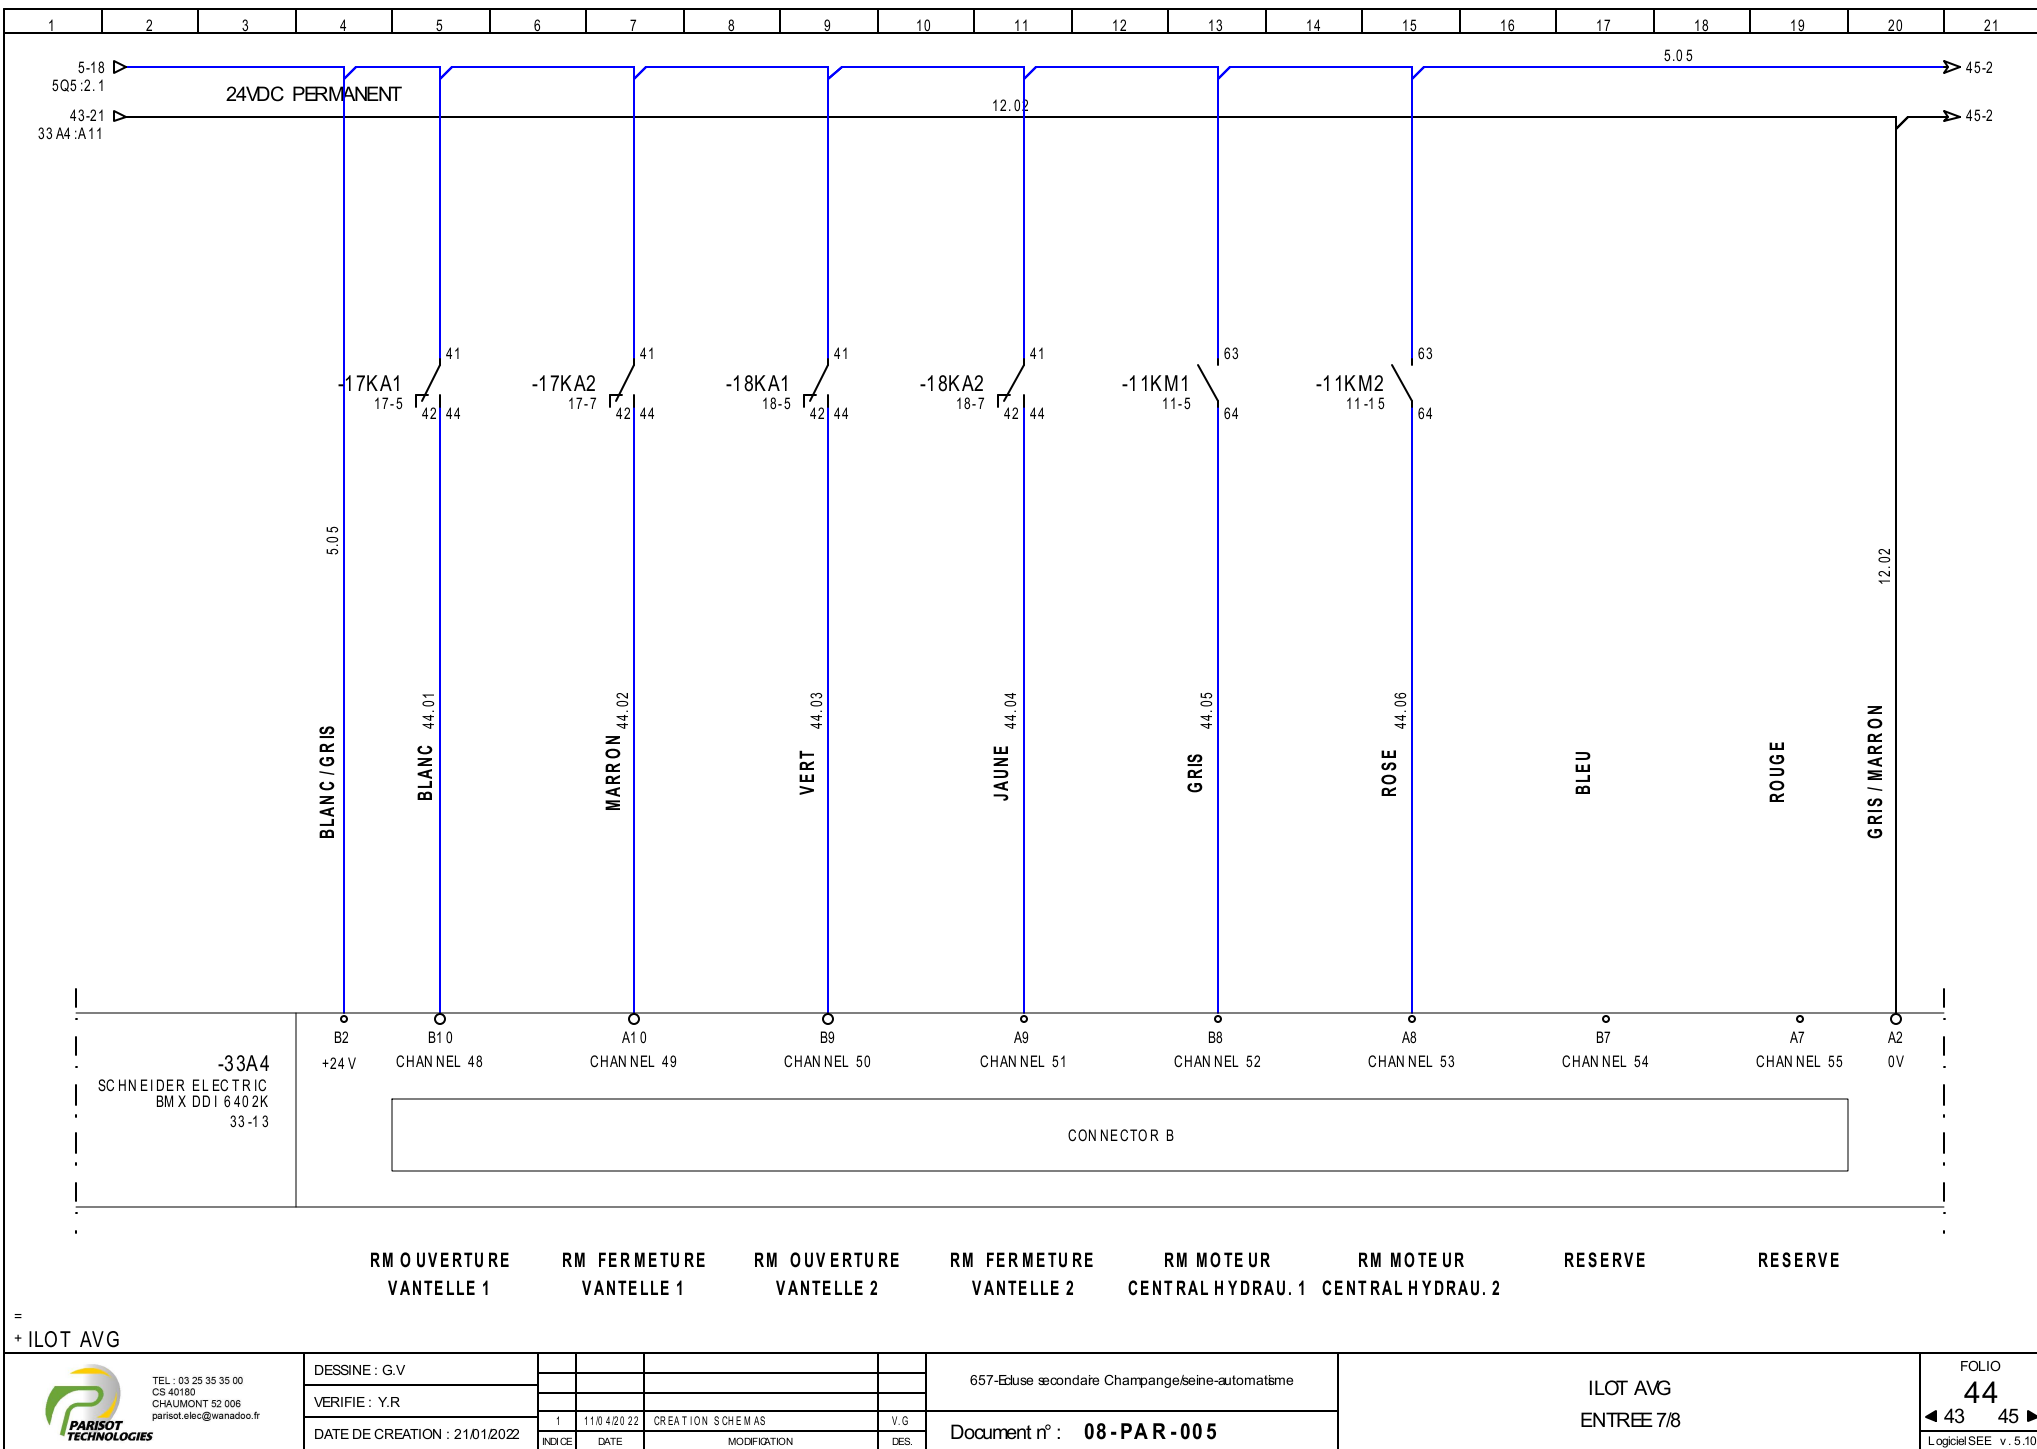 1 2 3 4 5 6 7 8 9 10 11 12 13 14 15 16 17 18 19 20 21
5.05
5-18
45-2
5Q5:2.1
24VDC PERMANENT
12.02
43-21
45-2
33A4:A11
41 41 41 41 63 63
-17KA1 -17KA2 -18KA1 -18KA2 -11KM1 -11KM2
17-5 17-7 18-5 18-7 11-5 11-15
42 44 42 44 42 44 42 44 64 64
5.05
12.02
44.01 44.02 44.03 44.04 44.05 44.06
BLANC/GRIS BLANC MARRON VERT JAUNE GRIS ROSE BLEU ROUGE GRIS/MARRON
B2 B10 A10 B9 A9 B8 A8 B7 A7 A2
+24V CHANNEL 48 CHANNEL 49 CHANNEL 50 CHANNEL 51 CHANNEL 52 CHANNEL 53 CHANNEL 54 CHANNEL 55 0V
-33A4
SCHNEIDER ELECTRIC
BMX DDI 6402K
33-13
CONNECTOR B
RM OUVERTURE VANTELLE 1
RM FERMETURE VANTELLE 1
RM OUVERTURE VANTELLE 2
RM FERMETURE VANTELLE 2
RM MOTEUR CENTRAL HYDRAU. 1
RM MOTEUR CENTRAL HYDRAU. 2
RESERVE
RESERVE
=
+ ILOT AVG
PARISOT
TECHNOLOGIES
TEL : 03 25 35 35 00
CS 40180
CHAUMONT 52 006
parisot.elec@wanadoo.fr
DESSINE : G.V
VERIFIE : Y.R
DATE DE CREATION : 21/01/2022
1 11/04/2022 CREATION SCHEMAS V.G
INDICE DATE MODIFICATION DES.
657-Ecluse secondaire Champange/seine-automatisme
Document n° : 08-PAR-005
ILOT AVG
ENTREE 7/8
FOLIO
44
◄ 43 45 ►
Logiciel SEE v.5.10